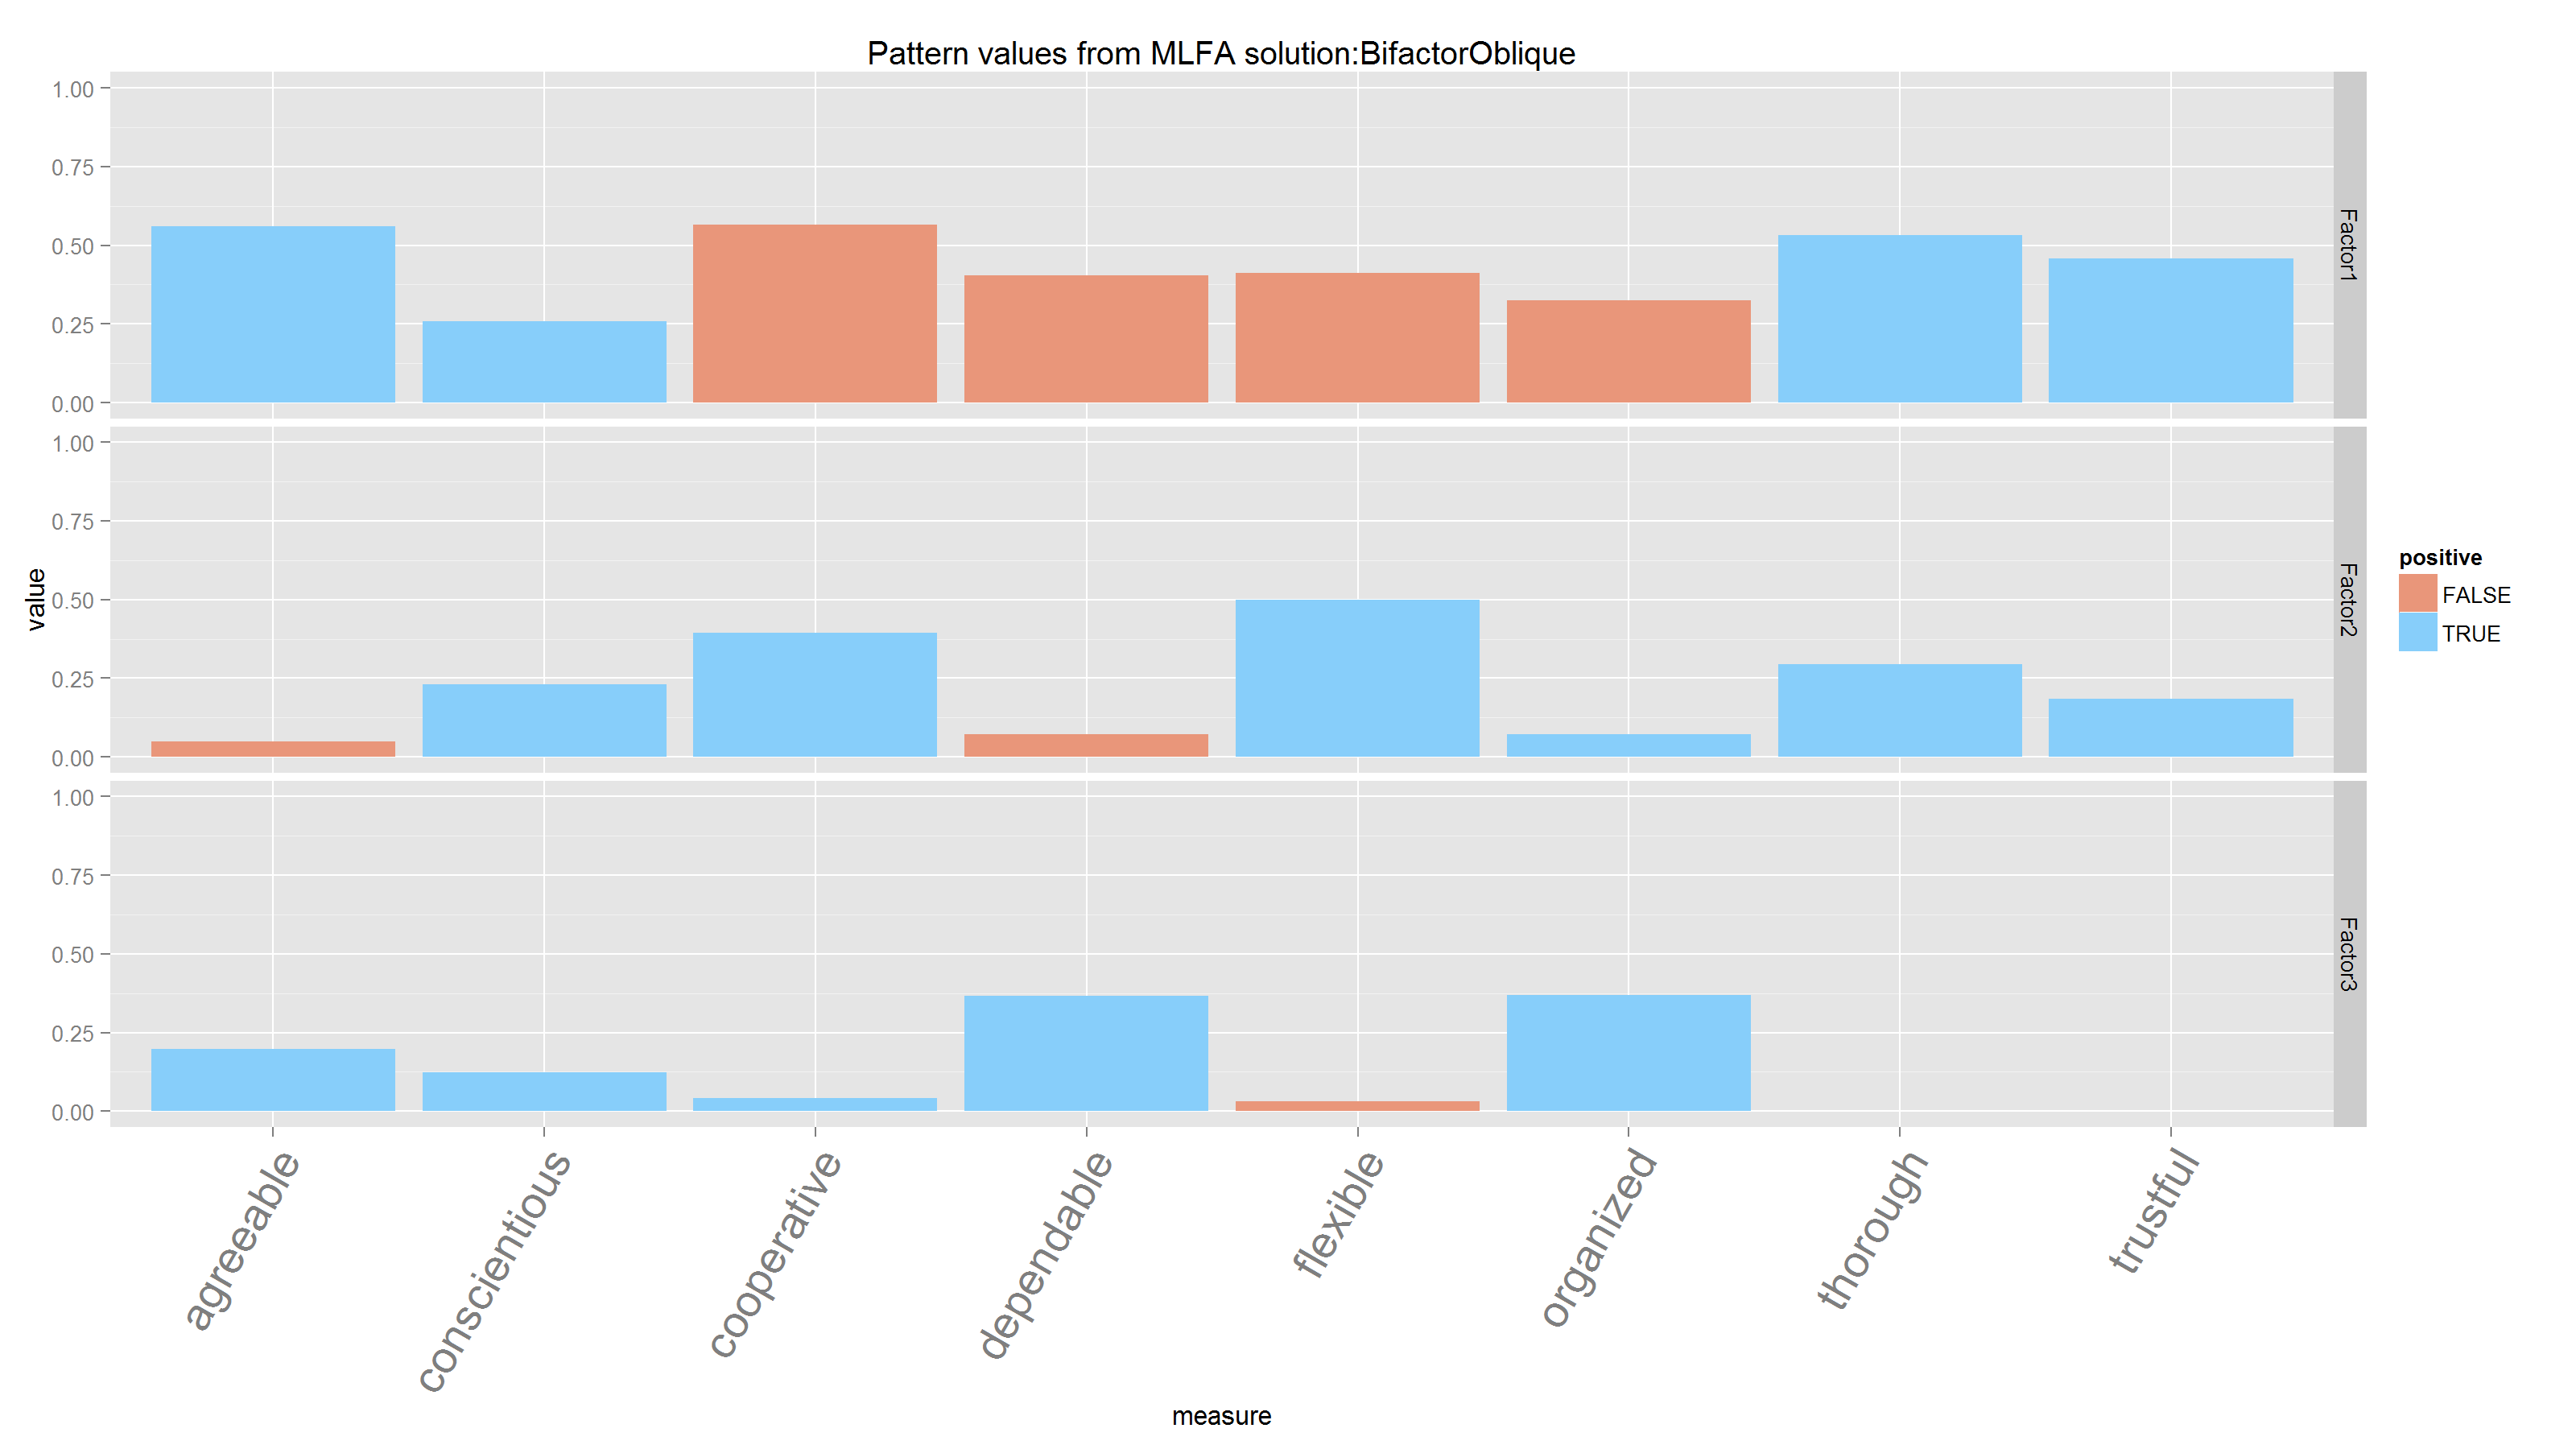 Pattern values from MLFA solution:BifactorOblique
1.00
0.75
0.50
0.25
0.00
Factor1
1.00
0.75
0.50
0.25
0.00
Factor2
value
1.00
0.75
0.50
0.25
0.00
Factor3
agreeable
conscientious
cooperative
dependable
flexible
organized
thorough
trustful
measure
positive
FALSE
TRUE